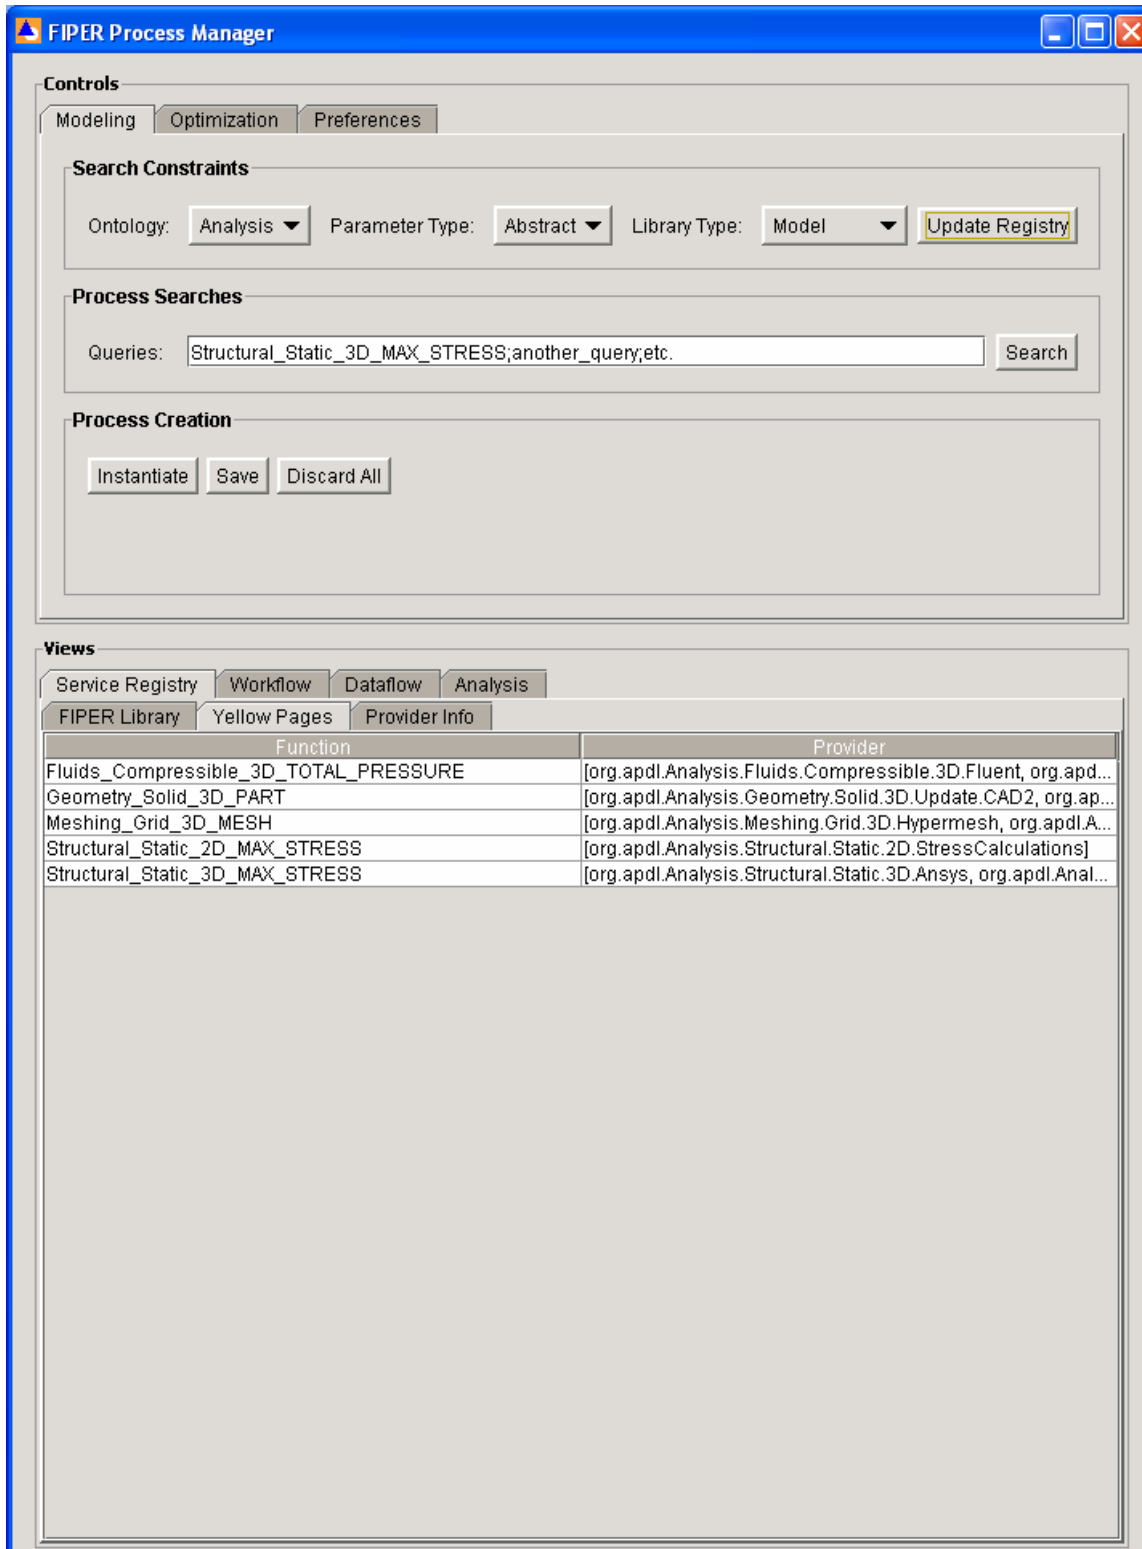 FIPER Process Manager
Controls
Modeling Optimization Preferences
Search Constraints
Ontology: Analysis Parameter Type: Abstract Library Type: Model Update Registry
Process Searches
Queries: Structural_Static_3D_MAX_STRESS;another_query;etc. Search
Process Creation
Instantiate Save Discard All
Views
Service Registry Workflow Dataflow Analysis
FIPER Library Yellow Pages Provider Info
Function Provider
Fluids_Compressible_3D_TOTAL_PRESSURE [org.apdl.Analysis.Fluids.Compressible.3D.Fluent, org.apd...
Geometry_Solid_3D_PART [org.apdl.Analysis.Geometry.Solid.3D.Update.CAD2, org.ap...
Meshing_Grid_3D_MESH [org.apdl.Analysis.Meshing.Grid.3D.Hypermesh, org.apdl.A...
Structural_Static_2D_MAX_STRESS [org.apdl.Analysis.Structural.Static.2D.StressCalculations]
Structural_Static_3D_MAX_STRESS [org.apdl.Analysis.Structural.Static.3D.Ansys, org.apdl.Anal...